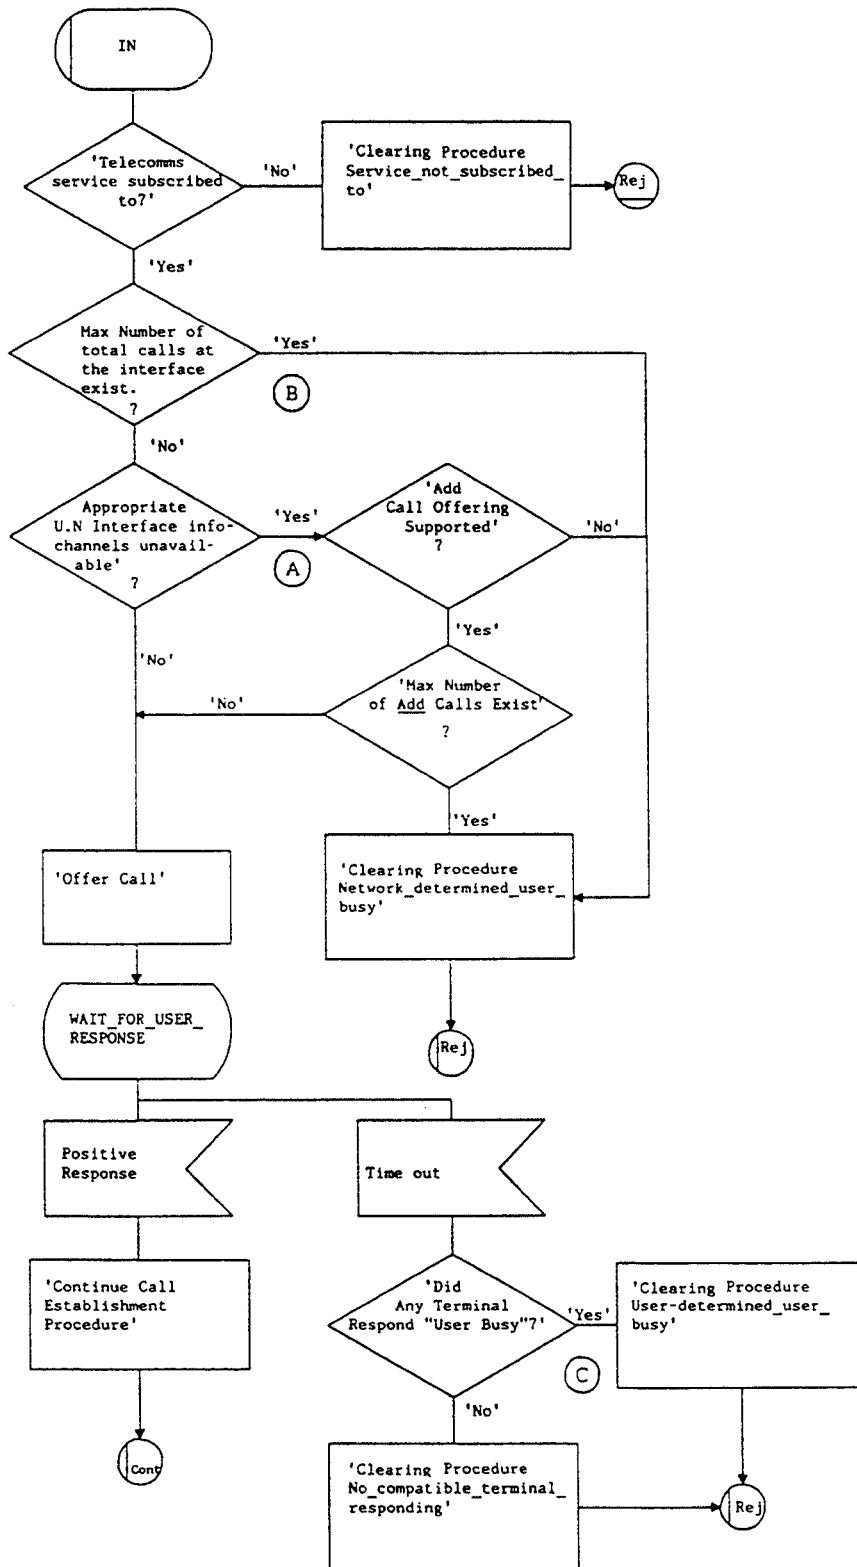 IN
'Telecomms
service subscribed
to?'
'No'
'Clearing Procedure
Service_not_subscribed_
to'
Rej
'Yes'
Max Number of
total calls at
the interface
exist.
?
'Yes'
B
'No'
Appropriate
U.N Interface info-
channels unavail-
able'
?
'Yes'
A
'Add
Call Offering
Supported'
?
'No'
'Yes'
'No'
'Max Number
of Add Calls Exist'
?
'No'
'Yes'
'Offer Call'
'Clearing Procedure
Network_determined_user_
busy'
WAIT_FOR_USER_
RESPONSE
Rej
Positive
Response
Time out
'Continue Call
Establishment
Procedure'
'Did
Any Terminal
Respond "User Busy"?'
'Yes'
'Clearing Procedure
User-determined_user_
busy'
C
'No'
Cont
'Clearing Procedure
No_compatible_terminal_
responding'
Rej